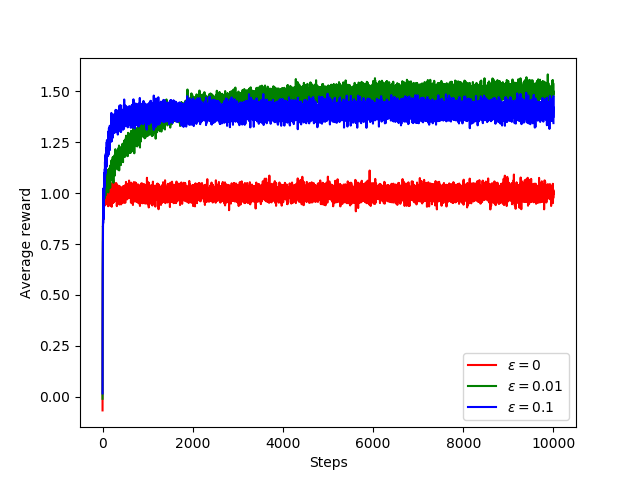 1.50
1.25
1.00
0.75
0.50
0.25
0.00
Average reward
0 2000 4000 6000 8000 10000
Steps
ε = 0
ε = 0.01
ε = 0.1